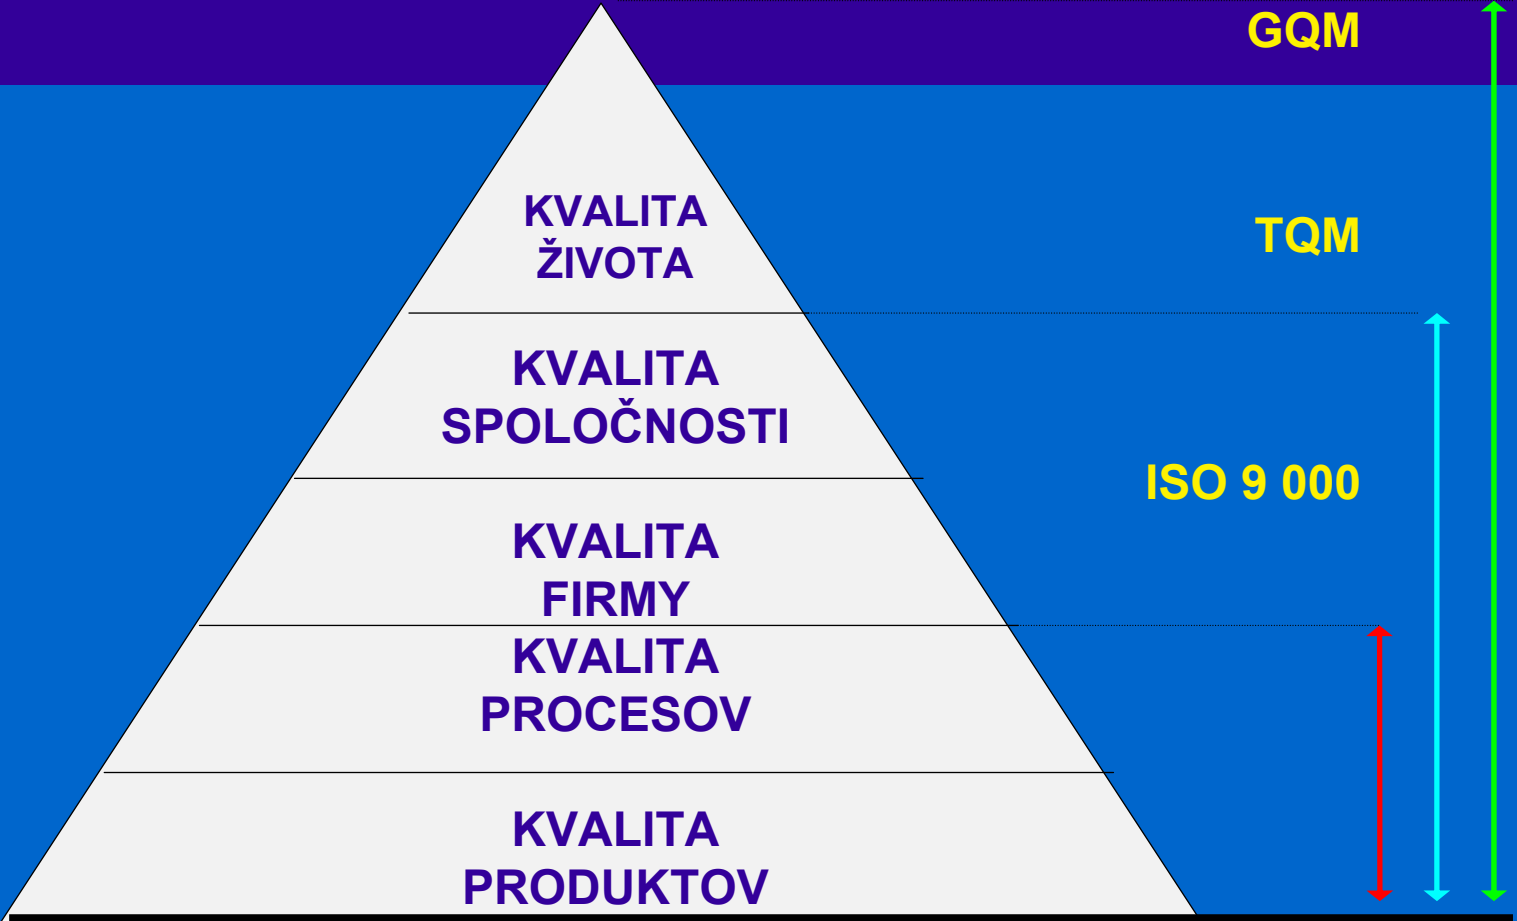 GQM
KVALITA
ŽIVOTA
TQM
KVALITA
SPOLOČNOSTI
ISO 9 000
KVALITA
FIRMY
KVALITA
PROCESOV
KVALITA
PRODUKTOV